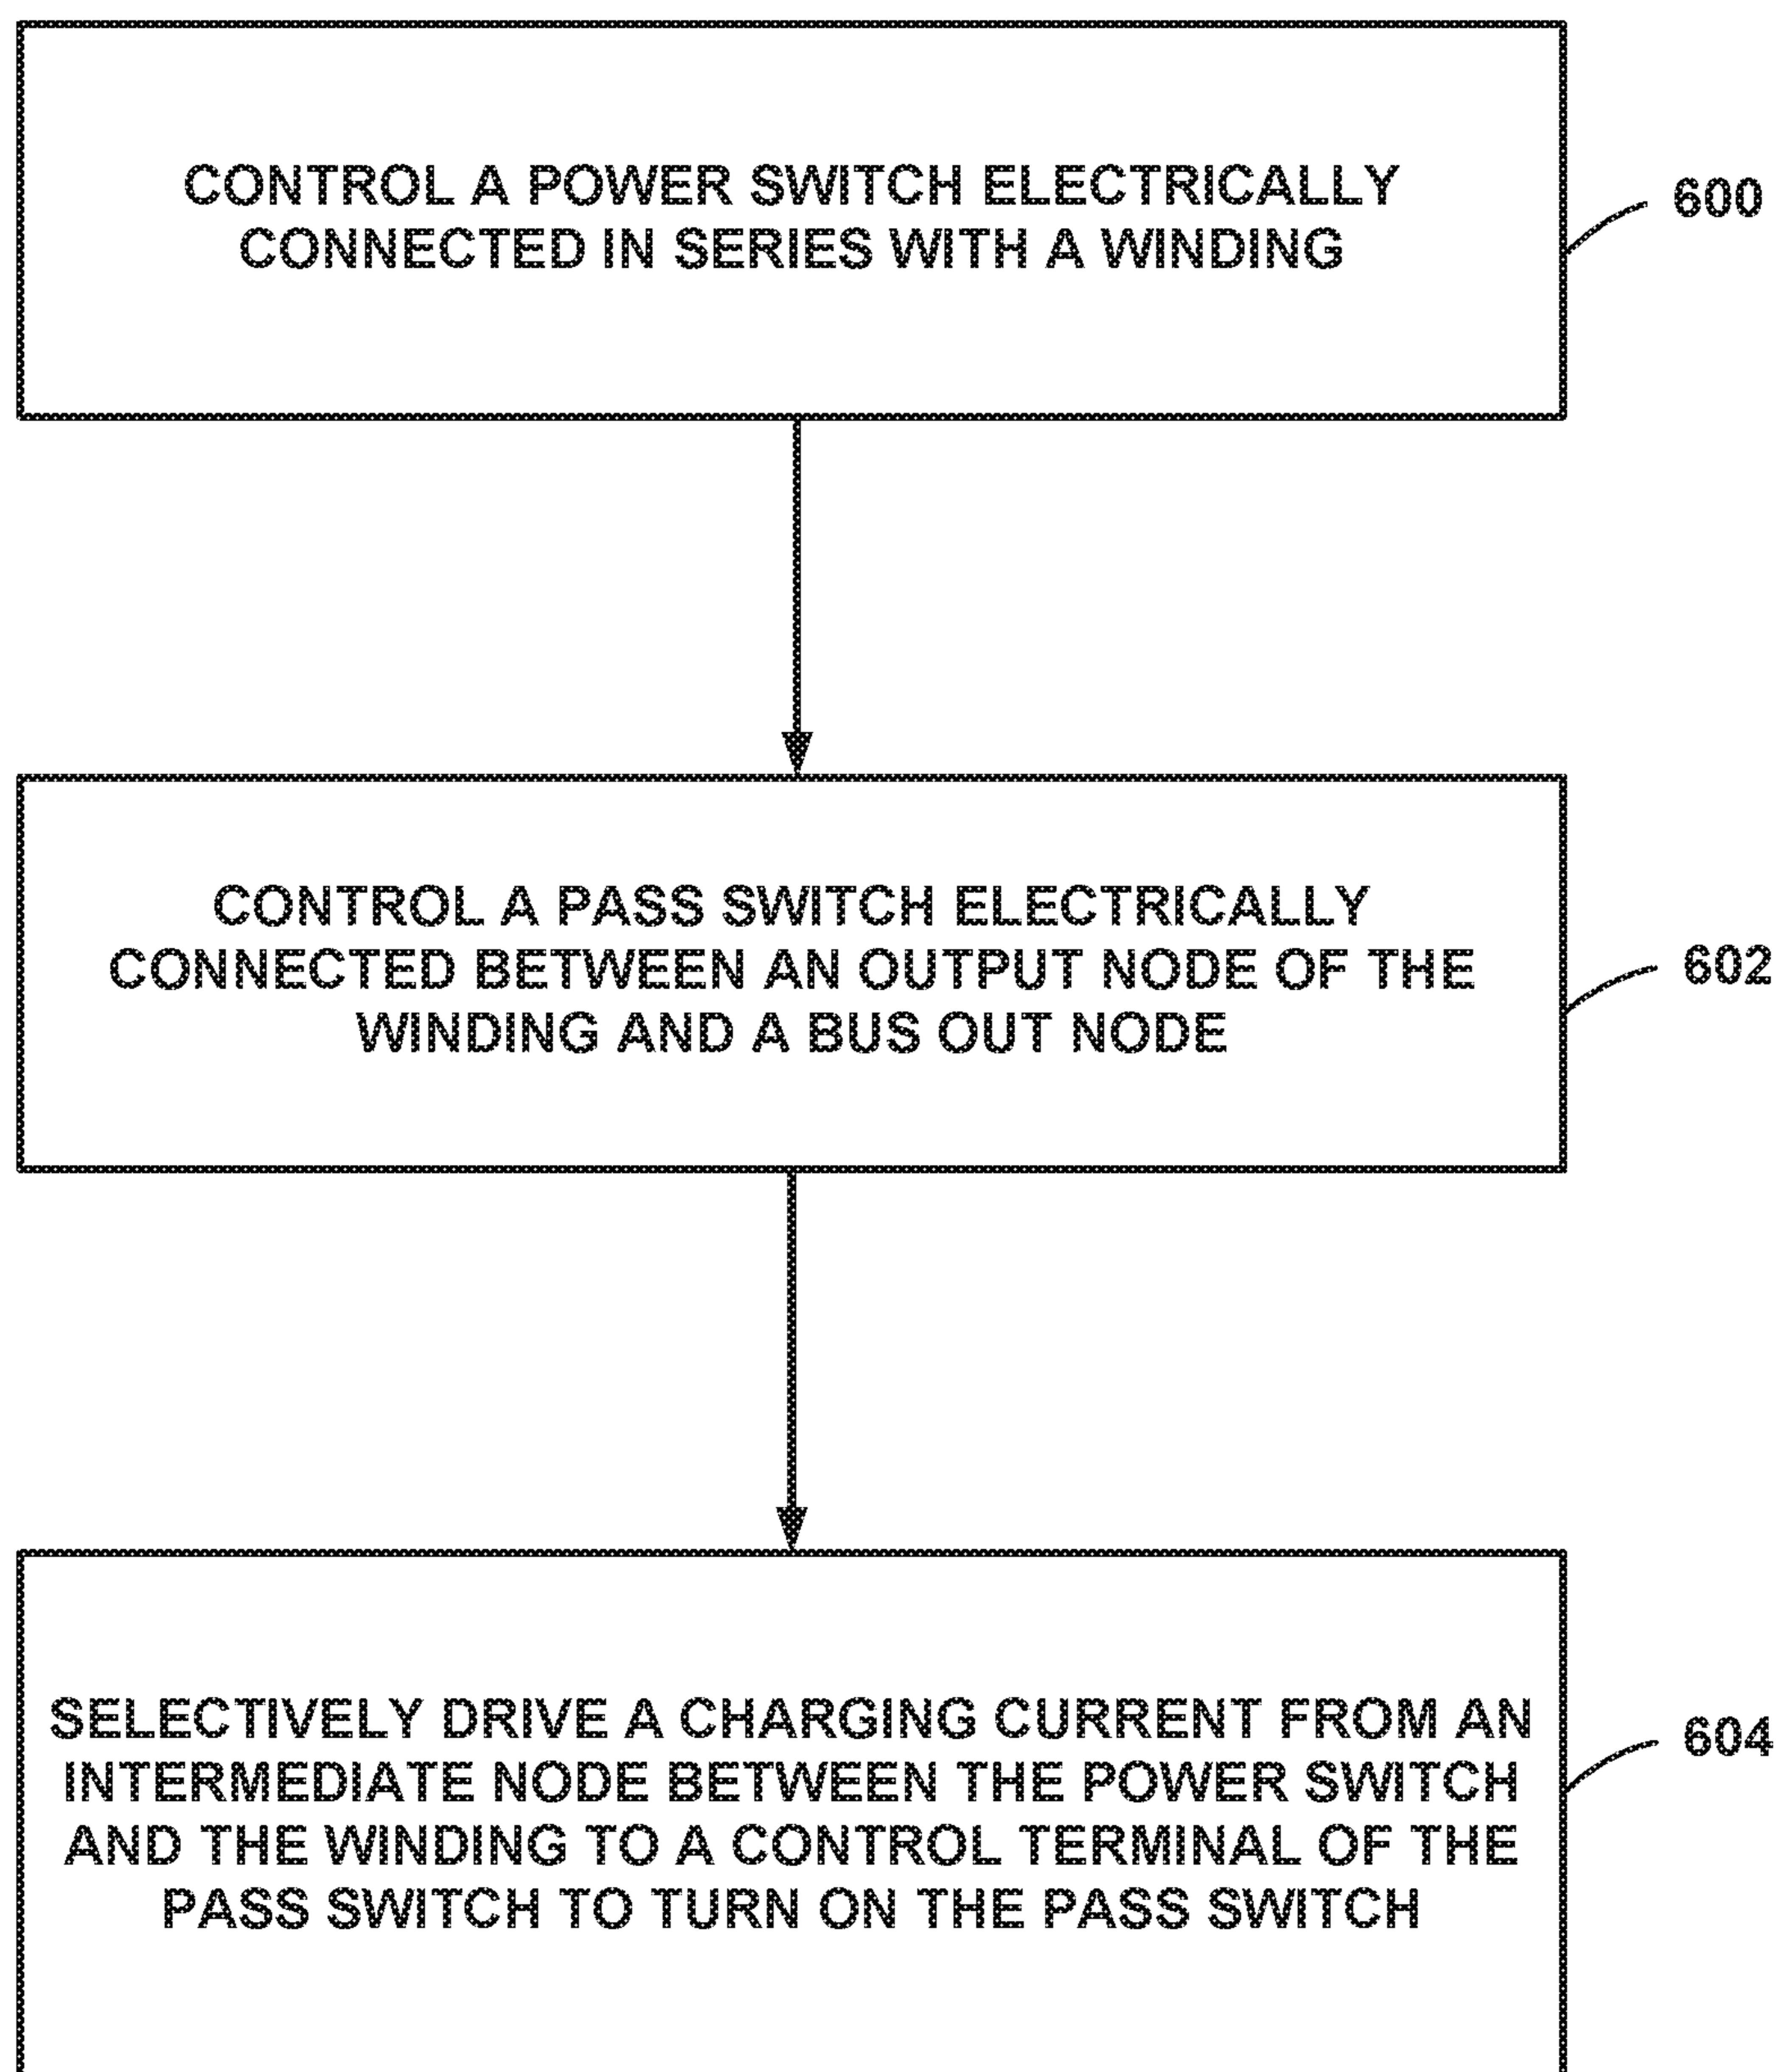 CONTROL A POWER SWITCH ELECTRICALLY
CONNECTED IN SERIES WITH A WINDING
600
CONTROL A PASS SWITCH ELECTRICALLY
CONNECTED BETWEEN AN OUTPUT NODE OF THE
WINDING AND A BUS OUT NODE
602
SELECTIVELY DRIVE A CHARGING CURRENT FROM AN
INTERMEDIATE NODE BETWEEN THE POWER SWITCH
AND THE WINDING TO A CONTROL TERMINAL OF THE
PASS SWITCH TO TURN ON THE PASS SWITCH
604